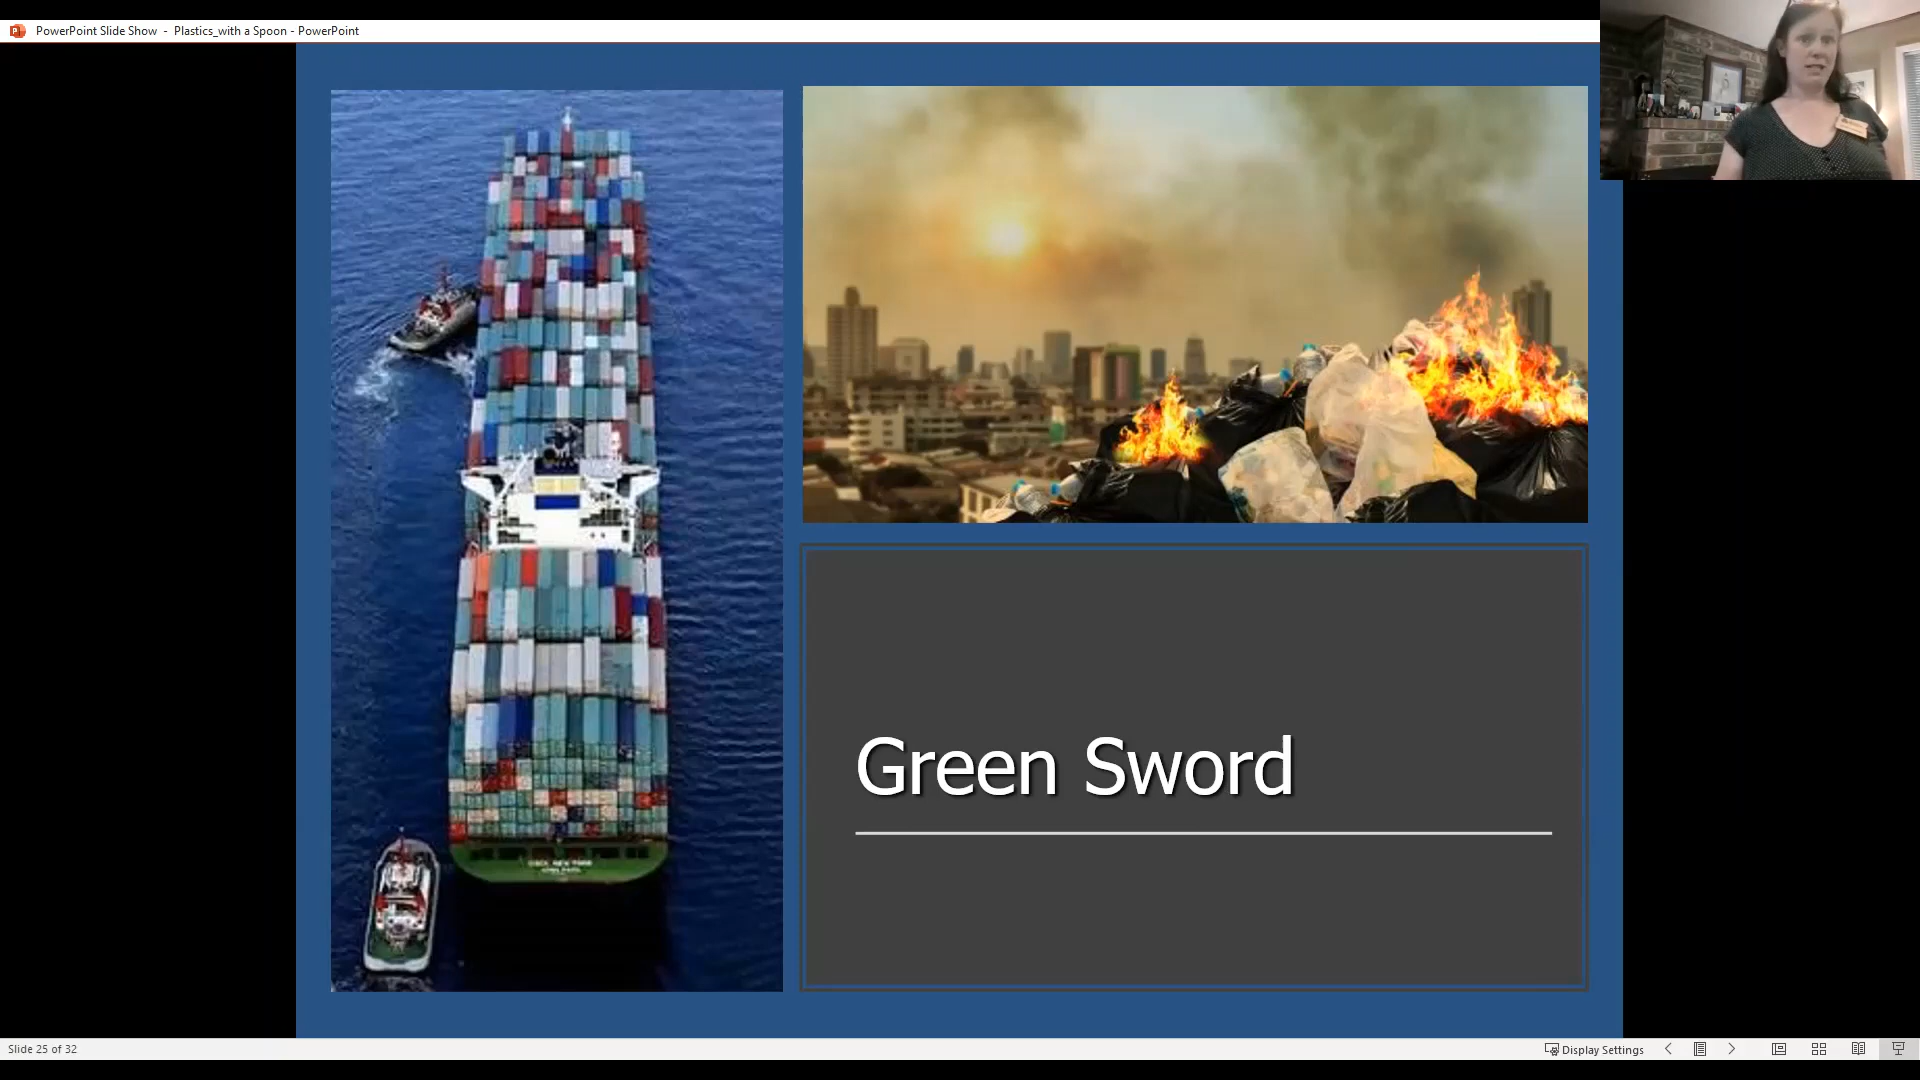 PowerPoint Slide Show - Plastics_with a Spoon - PowerPoint
Green Sword
Slide 25 of 32
Display Settings